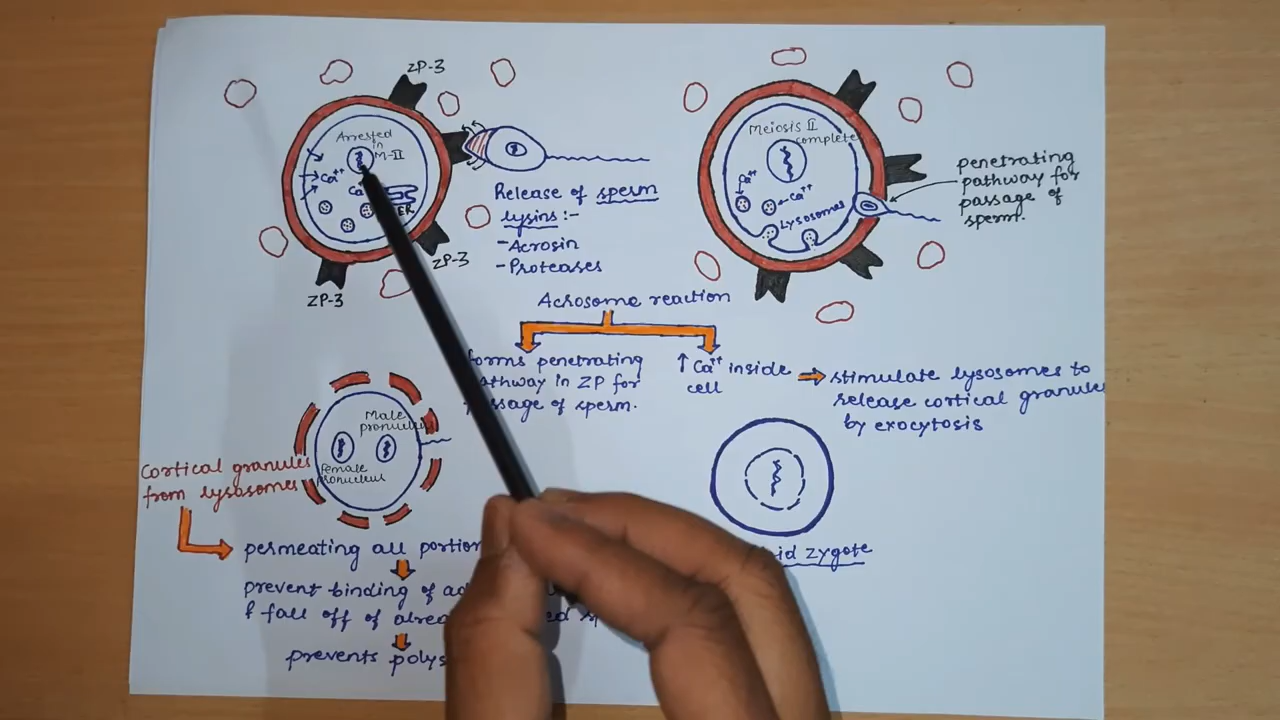 ZP-3
Arrested
in
M-II
Ca++
ER
ZP-3
ZP-3
Release of sperm
lysins:-
-Acrosin
-Proteases
Meiosis II
complete
Ca++
Ca++
Lysosomes
penetrating
pathway for
passage of
sperm.
Acrosome reaction
forms penetrating
pathway in ZP for
passage of sperm.
↑ Ca++ inside
cell
stimulate lysosomes to
release cortical granules
by exocytosis
Male
pronucleus
female
pronucleus
Cortical granules
from lysosomes
permeating all portion
prevent binding of
& fall off of
prevents
zygote